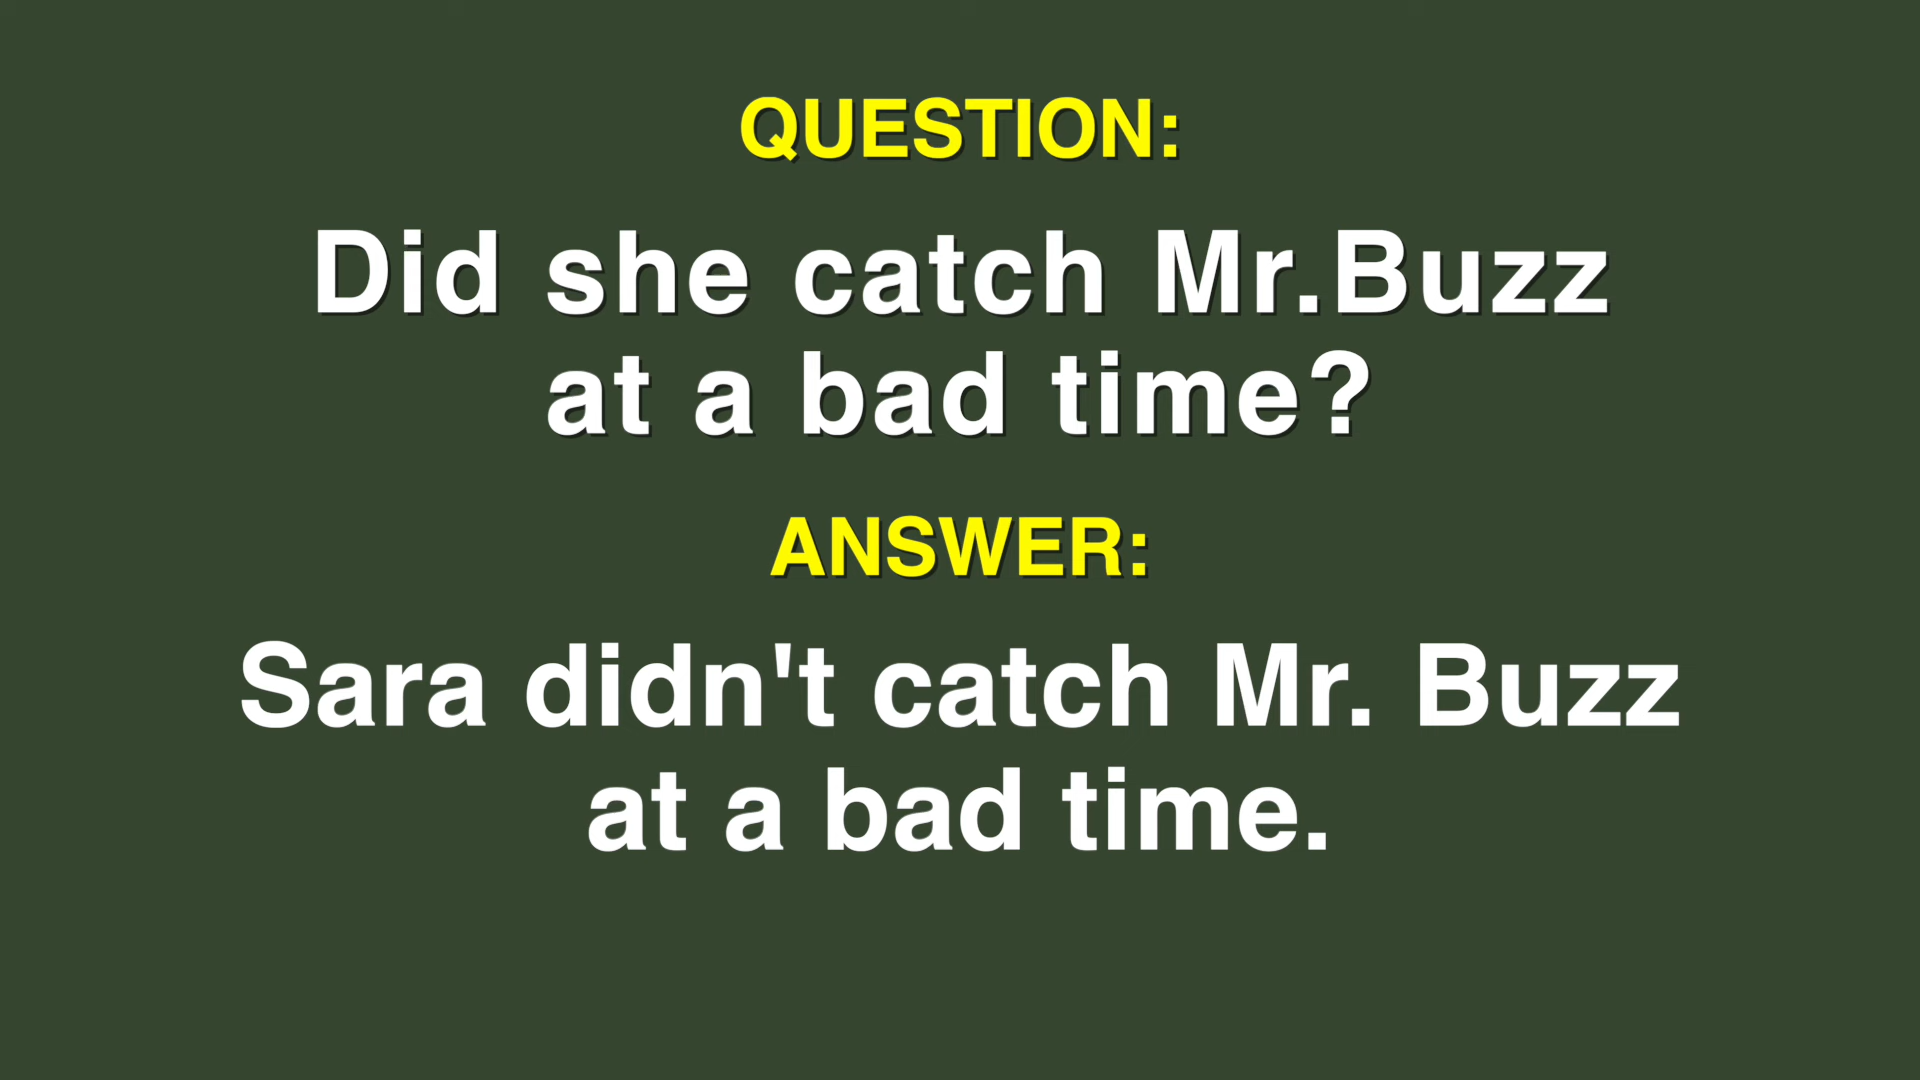 QUESTION:
Did she catch Mr.Buzz
at a bad time?
ANSWER:
Sara didn't catch Mr. Buzz
at a bad time.